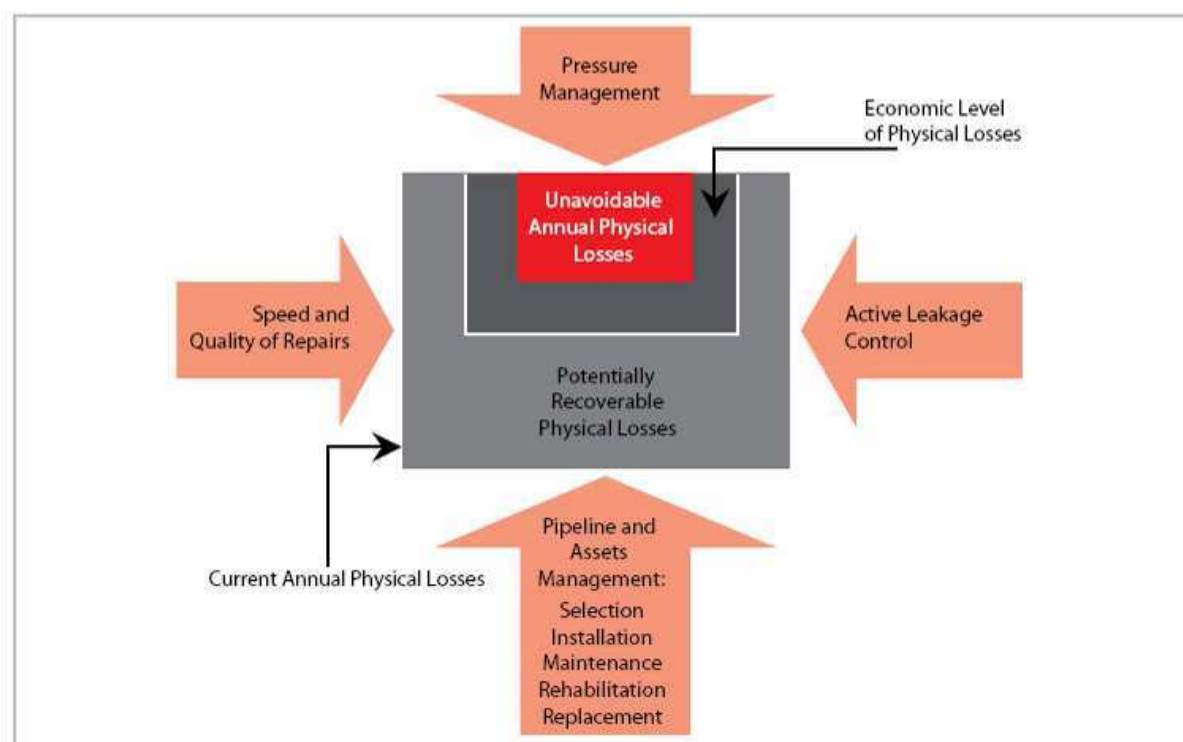 Pressure
Management
Economic Level
of Physical Losses
Unavoidable
Annual Physical
Losses
Speed and
Quality of Repairs
Active Leakage
Control
Potentially
Recoverable
Physical Losses
Current Annual Physical Losses
Pipeline and
Assets
Management:
Selection
Installation
Maintenance
Rehabilitation
Replacement